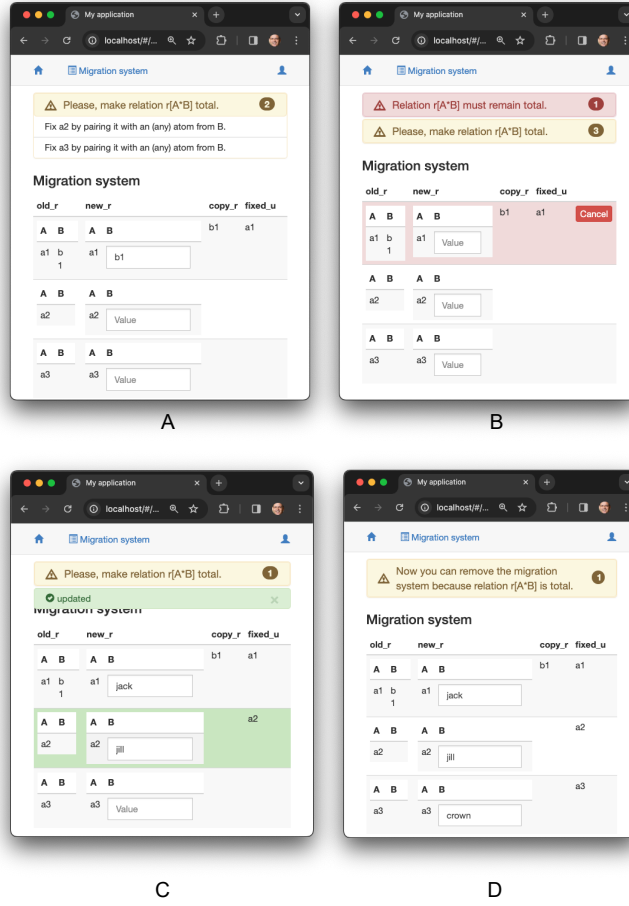 My application
localhost/#/...
Migration system
Please, make relation r[A*B] total. 2
Fix a2 by pairing it with an (any) atom from B.
Fix a3 by pairing it with an (any) atom from B.
Migration system
old_r new_r copy_r fixed_u
A B A B b1 a1
a1 b a1 b1
1
A B A B
a2 a2 Value
A B A B
a3 a3 Value
A
My application
localhost/#/...
Migration system
Relation r[A*B] must remain total. 1
Please, make relation r[A*B] total. 3
Migration system
old_r new_r copy_r fixed_u
A B A B b1 a1 Cancel
a1 b a1 Value
1
A B A B
a2 a2 Value
A B A B
a3 a3 Value
B
My application
localhost/#/...
Migration system
Please, make relation r[A*B] total. 1
updated
Migration system
old_r new_r copy_r fixed_u
A B A B b1 a1
a1 b a1 jack
1
A B A B a2
a2 a2 jill
A B A B
a3 a3 Value
C
My application
localhost/#/...
Migration system
Now you can remove the migration
system because relation r[A*B] is total. 1
Migration system
old_r new_r copy_r fixed_u
A B A B b1 a1
a1 b a1 jack
1
A B A B a2
a2 a2 jill
A B A B a3
a3 a3 crown
D